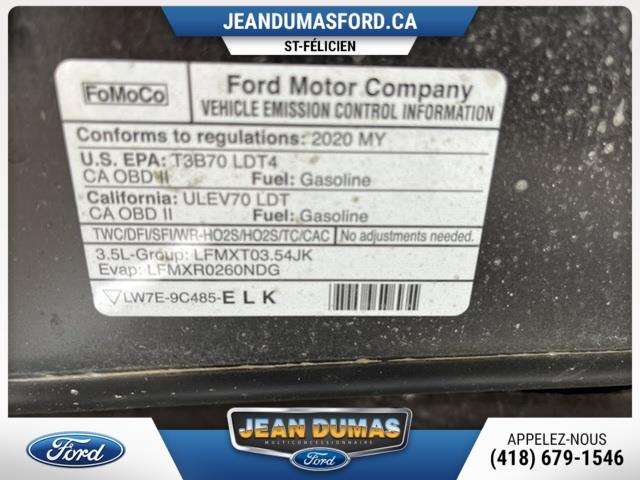 JEANDUMASFORD.CA
ST-FÉLICIEN
FoMoCo
Ford Motor Company
VEHICLE EMISSION CONTROL INFORMATION
Conforms to regulations: 2020 MY
U.S. EPA: T3B70 LDT4
CA OBD II Fuel: Gasoline
California: ULEV70 LDT
CA OBD II Fuel: Gasoline
TWC/DFI/SFI/WR-HO2S/HO2S/TC/CAC No adjustments needed.
3.5L-Group: LFMXT03.54JK
Evap: LFMXR0260NDG
LW7E-9C485-E L K
Ford
JEAN DUMAS
MULTICONCESSIONNAIRE
Ford
APPELEZ-NOUS
(418) 679-1546